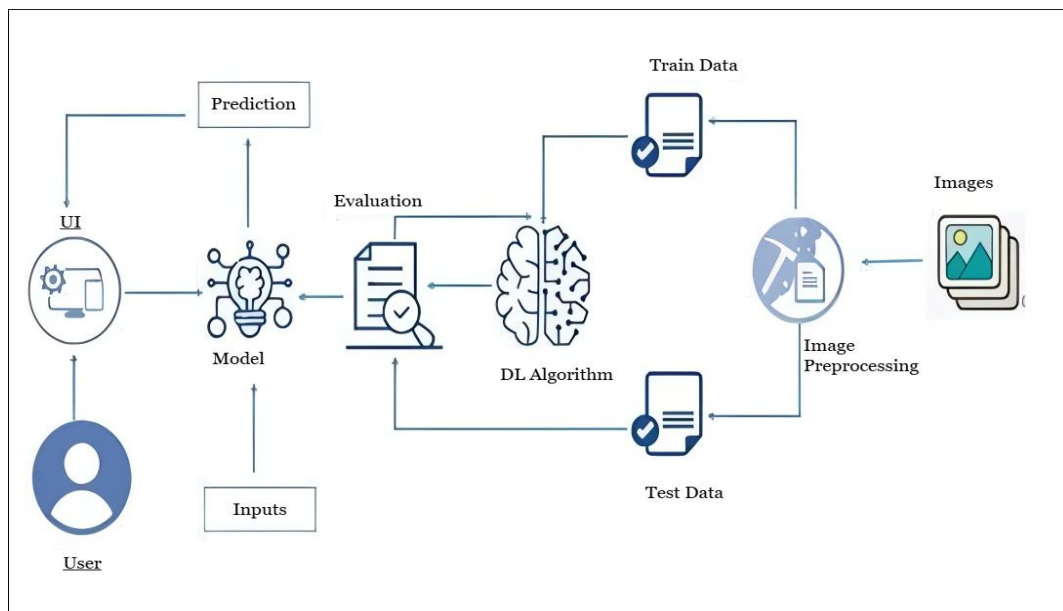 Train Data
Prediction
Images
Evaluation
UI
Image
Preprocessing
Model
DL Algorithm
Test Data
Inputs
User